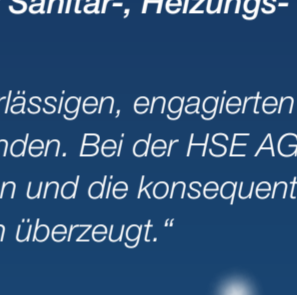 Sanitär-, Heizungs-
rlässigen, engagierten
nden. Bei der HSE AG
n und die konsequent
n überzeugt.“